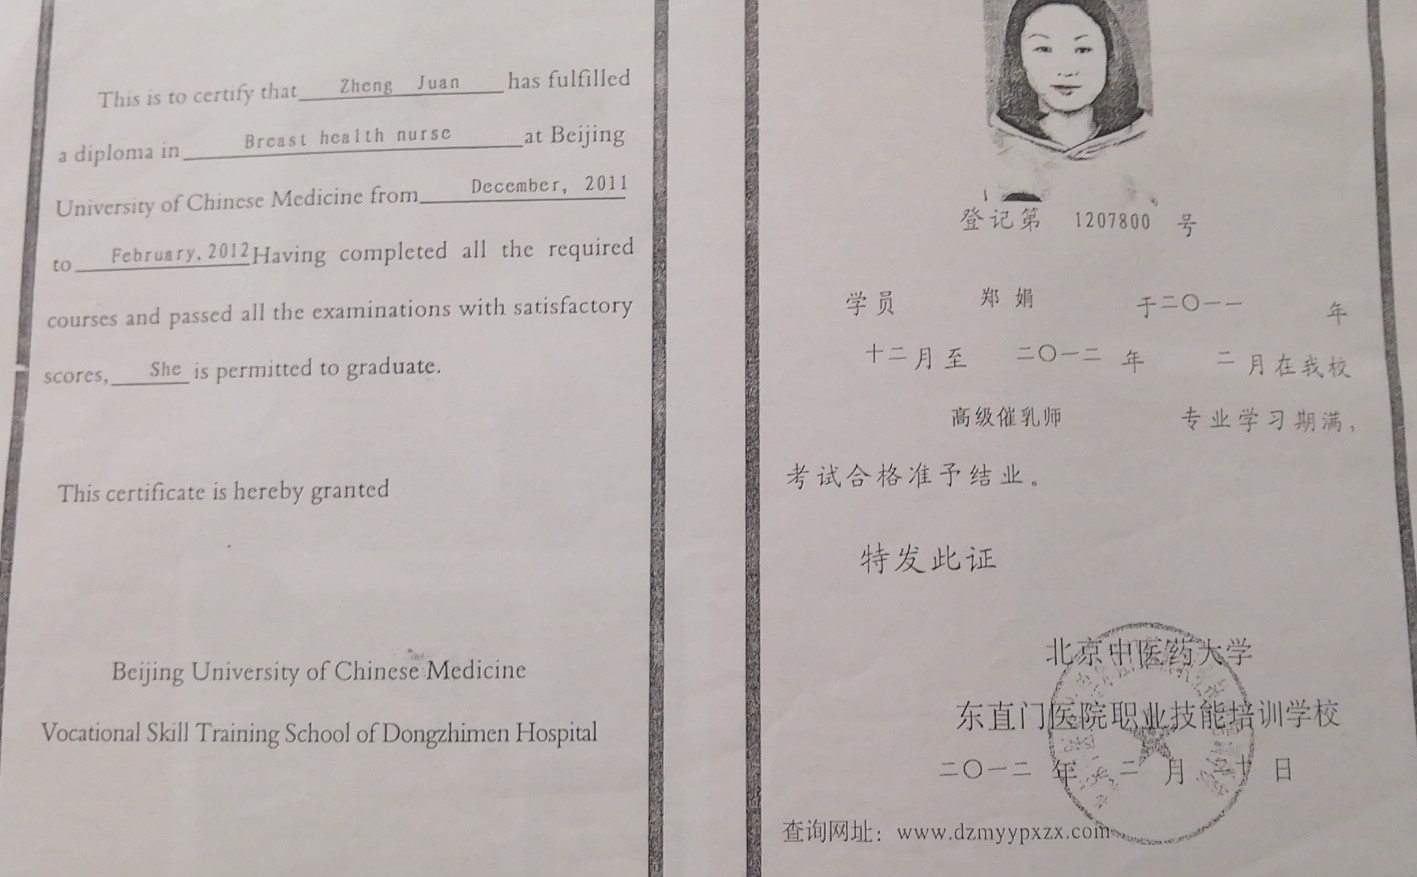 This is to certify that Zheng Juan has fulfilled
a diploma in Breast health nurse at Beijing
University of Chinese Medicine from December, 2011
to February, 2012 Having completed all the required
courses and passed all the examinations with satisfactory
scores, She is permitted to graduate.
This certificate is hereby granted
Beijing University of Chinese Medicine
Vocational Skill Training School of Dongzhimen Hospital
登记第 1207800 号
学员 郑娟 于二〇一一 年
十二月至 二〇一二 年 二月在我校
高级催乳师 专业学习期满，
考试合格准予结业。
特发此证
北京中医药大学
东直门医院职业技能培训学校
二〇一二 年 二 月 日
查询网址：www.dzmyypxzx.com